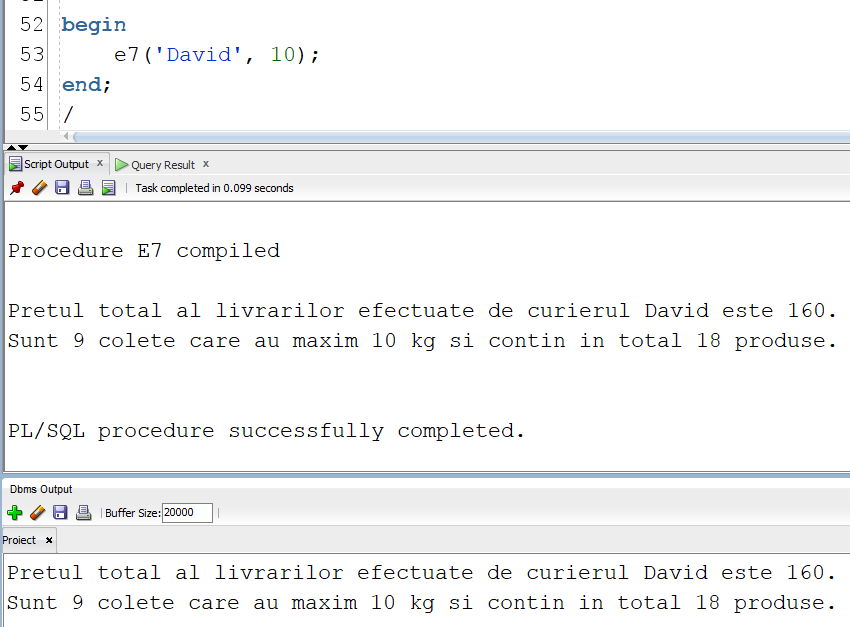 52 begin
53 e7('David', 10);
54 end;
55 /
Script Output x Query Result x
Task completed in 0.099 seconds
Procedure E7 compiled
Pretul total al livrarilor efectuate de curierul David este 160.
Sunt 9 colete care au maxim 10 kg si contin in total 18 produse.
PL/SQL procedure successfully completed.
Dbms Output
Buffer Size: 20000
Proiect x
Pretul total al livrarilor efectuate de curierul David este 160.
Sunt 9 colete care au maxim 10 kg si contin in total 18 produse.